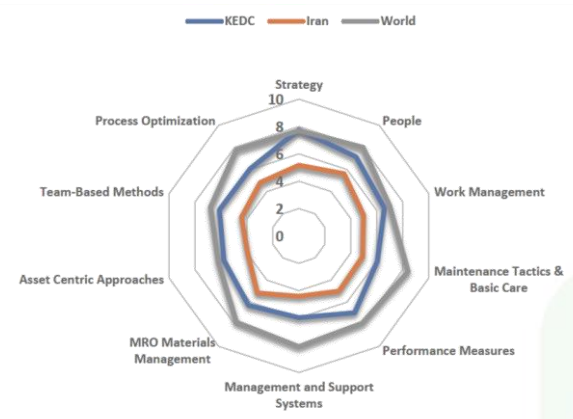 KEDC Iran World
Strategy
10
8
6
4
2
0
People
Work Management
Maintenance Tactics &
Basic Care
Performance Measures
Management and Support
Systems
MRO Materials
Management
Asset Centric Approaches
Team-Based Methods
Process Optimization